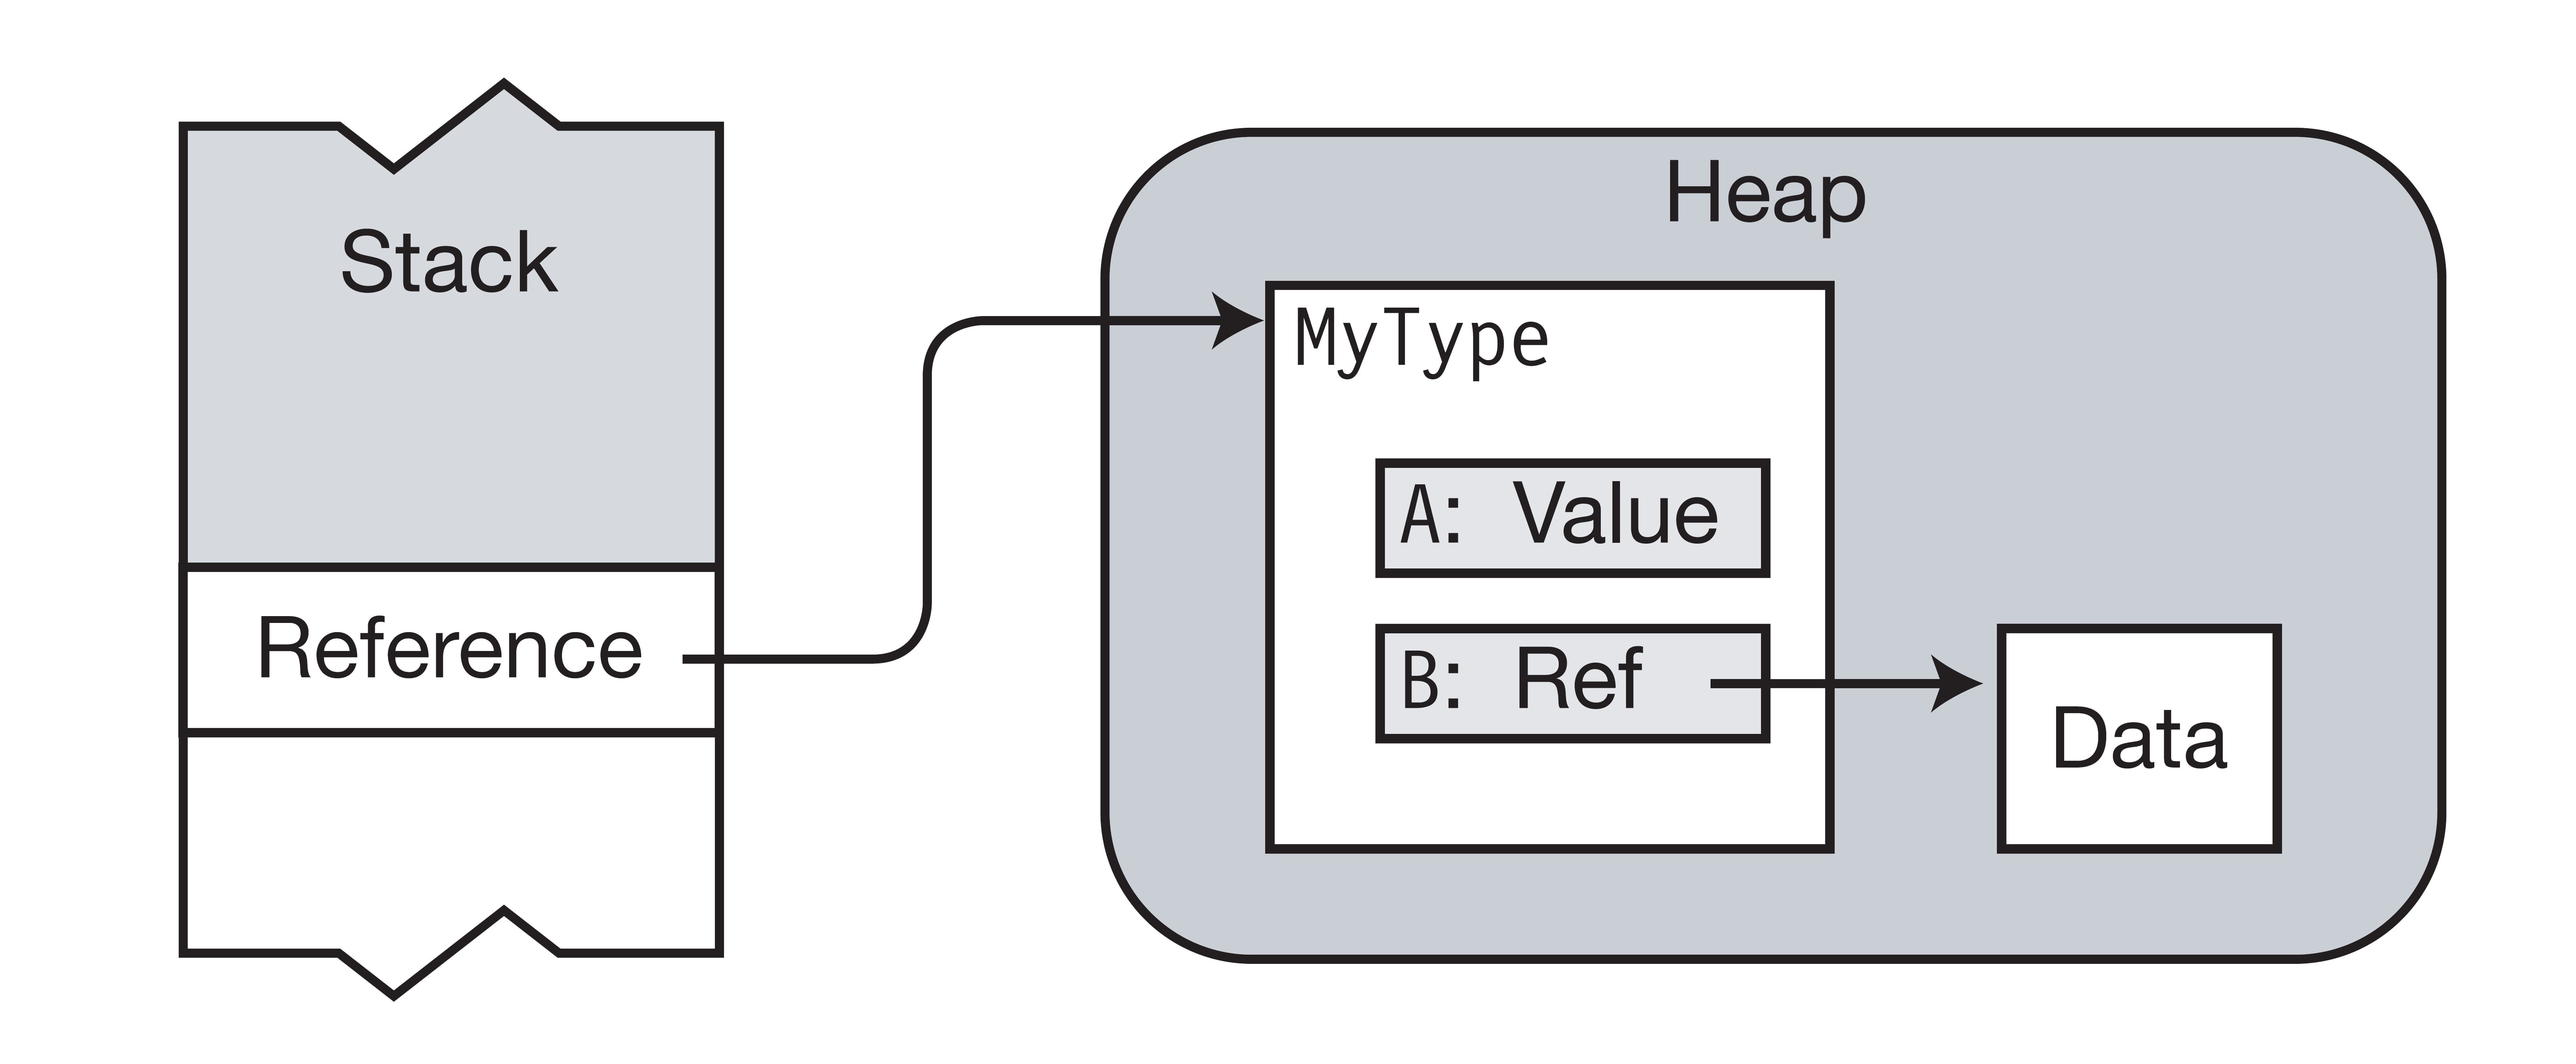 Stack
Reference
Heap
MyType
A: Value
B: Ref
Data